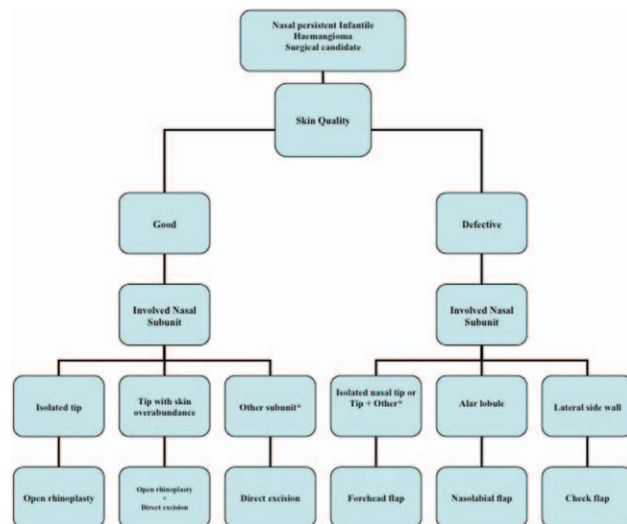 Nasal persistent Infantile
Haemangioma
Surgical candidate
Skin Quality
Good
Defective
Involved Nasal
Subunit
Involved Nasal
Subunit
Isolated tip
Tip with skin
overabundance
Other subunit*
Isolated nasal tip or
Tip + Other*
Alar lobule
Lateral side wall
Open rhinoplasty
Open rhinoplasty
+
Direct excision
Direct excision
Forehead flap
Nasolabial flap
Cheek flap